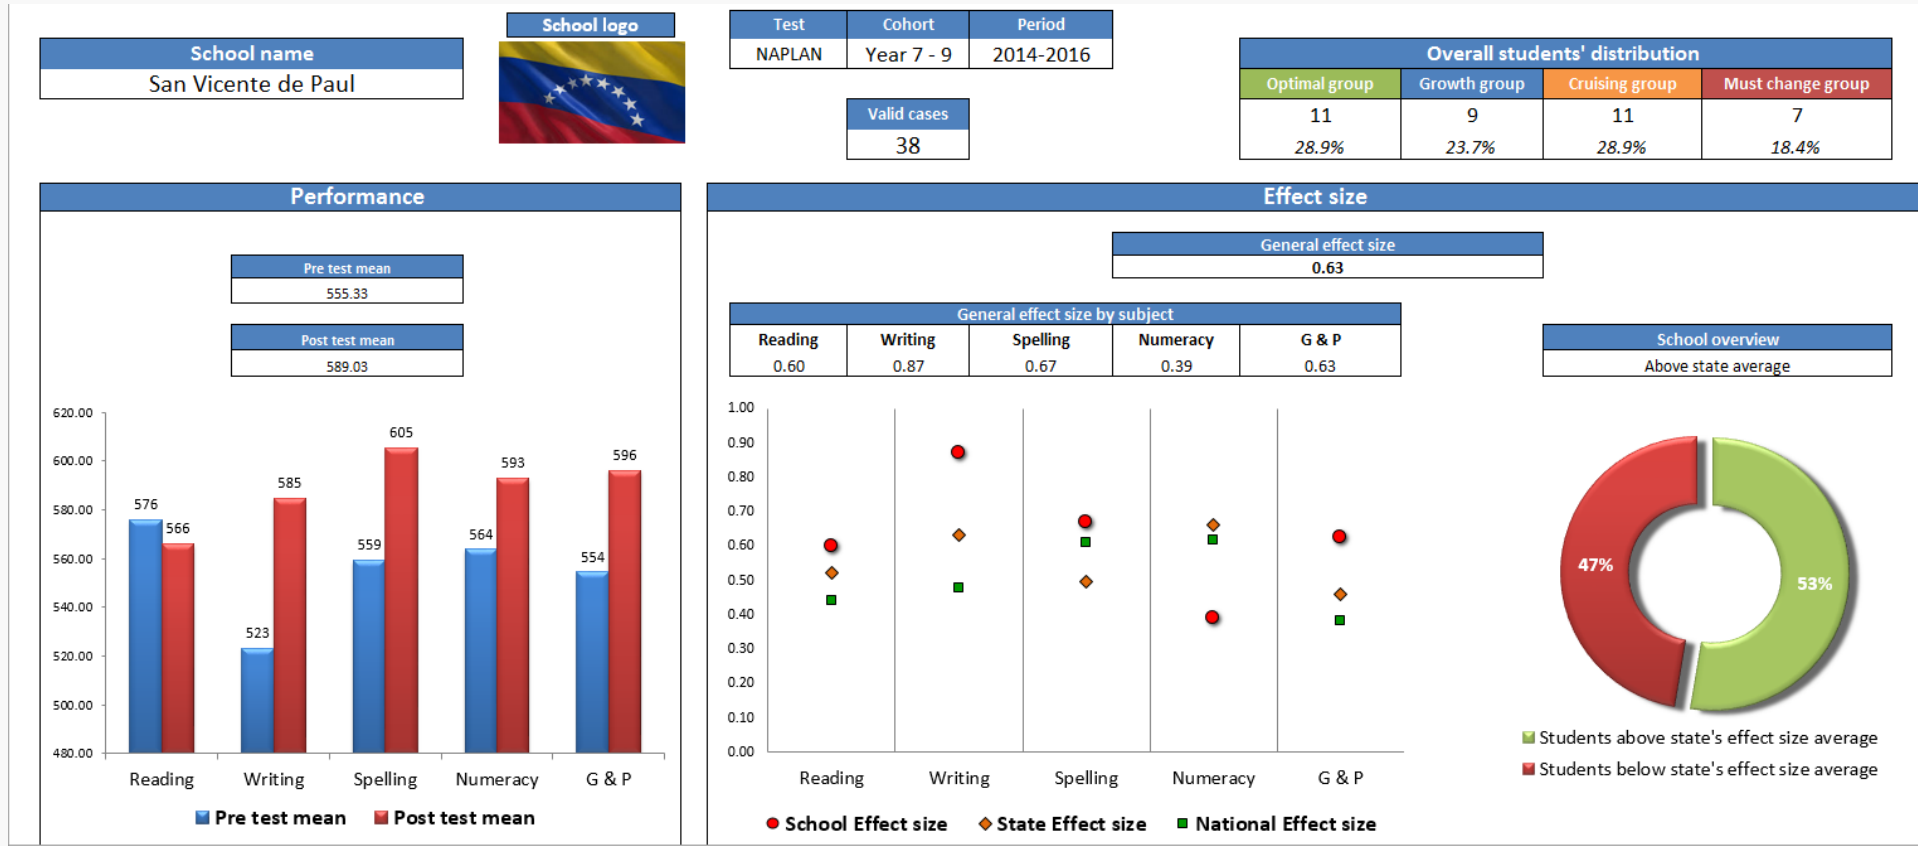 School logo
School name
San Vicente de Paul
Test Cohort Period
NAPLAN Year 7 - 9 2014-2016
Valid cases
38
Overall students' distribution
Optimal group Growth group Cruising group Must change group
11 9 11 7
28.9% 23.7% 28.9% 18.4%
Performance
Pre test mean
555.33
Post test mean
589.03
620.00
600.00
580.00
560.00
540.00
520.00
500.00
480.00
576 566 523 585 559 605 564 593 554 596
Reading Writing Spelling Numeracy G & P
Pre test mean Post test mean
Effect size
General effect size
0.63
General effect size by subject
Reading Writing Spelling Numeracy G & P
0.60 0.87 0.67 0.39 0.63
1.00
0.90
0.80
0.70
0.60
0.50
0.40
0.30
0.20
0.10
0.00
Reading Writing Spelling Numeracy G & P
School Effect size State Effect size National Effect size
School overview
Above state average
47% 53%
Students above state's effect size average
Students below state's effect size average